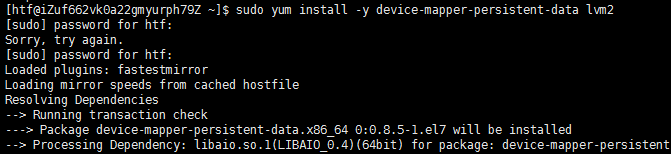 [htf@iZuf662vk0a22gmyurph79Z ~]$ sudo yum install -y device-mapper-persistent-data lvm2
[sudo] password for htf:
Sorry, try again.
[sudo] password for htf:
Loaded plugins: fastestmirror
Loading mirror speeds from cached hostfile
Resolving Dependencies
--> Running transaction check
---> Package device-mapper-persistent-data.x86_64 0:0.8.5-1.el7 will be installed
--> Processing Dependency: libaio.so.1(LIBAIO_0.4)(64bit) for package: device-mapper-persistent